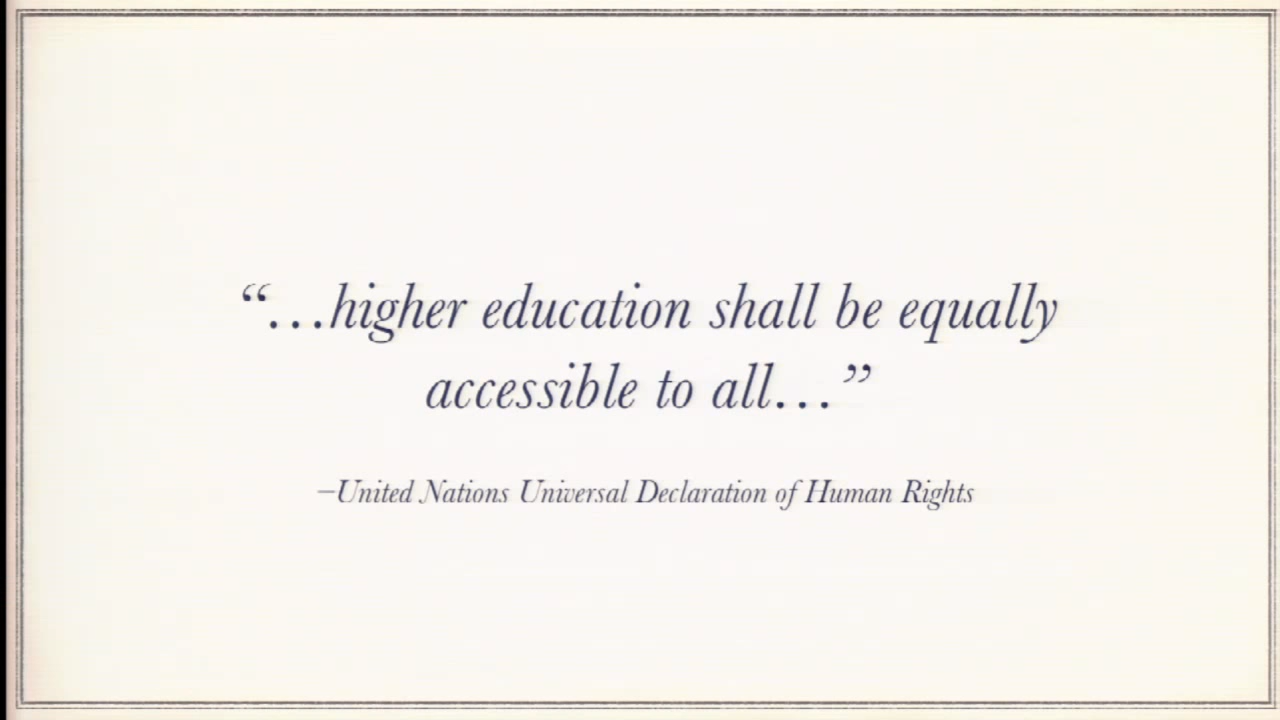 “…higher education shall be equally
accessible to all…”
–United Nations Universal Declaration of Human Rights